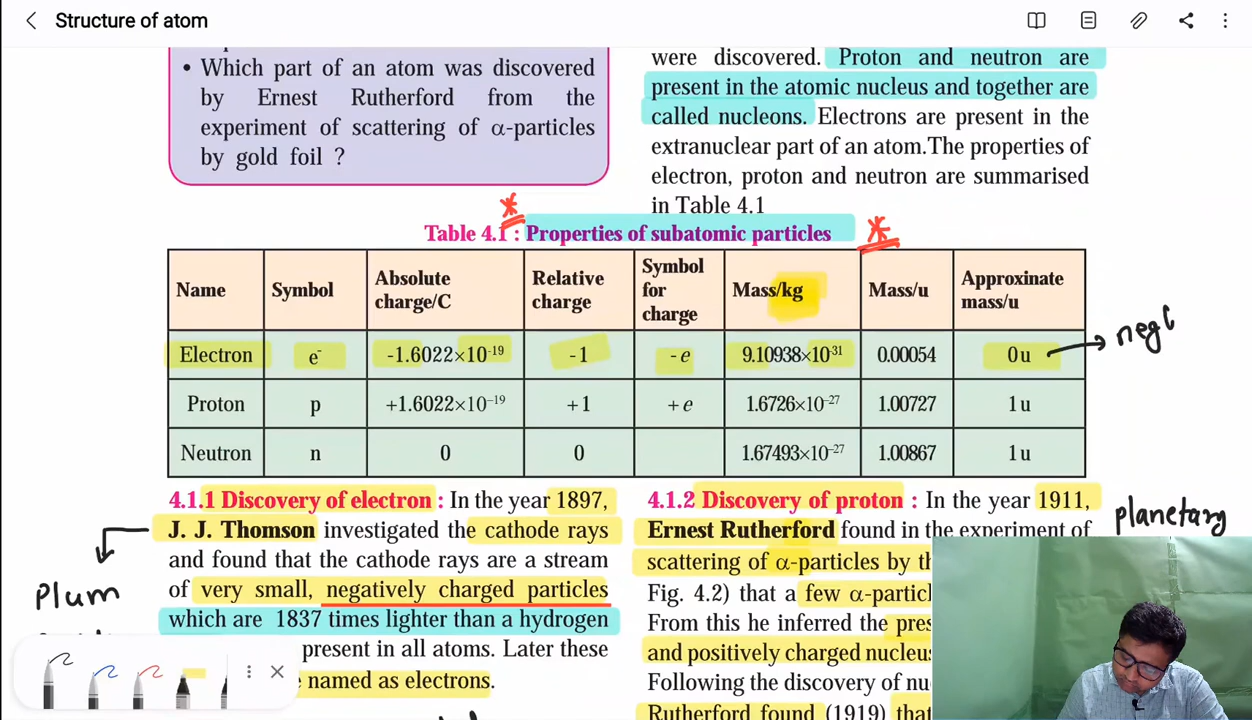 Structure of atom
• Which part of an atom was discovered
by Ernest Rutherford from the
experiment of scattering of α-particles
by gold foil ?
were discovered. Proton and neutron are
present in the atomic nucleus and together are
called nucleons. Electrons are present in the
extranuclear part of an atom.The properties of
electron, proton and neutron are summarised
in Table 4.1
Table 4.1 : Properties of subatomic particles
Name Symbol Absolute charge/C Relative charge Symbol for charge Mass/kg Mass/u Approximate mass/u
Electron e⁻ -1.6022×10⁻¹⁹ -1 -e 9.10938×10⁻³¹ 0.00054 0 u
negl
Proton p +1.6022×10⁻¹⁹ +1 +e 1.6726×10⁻²⁷ 1.00727 1 u
Neutron n 0 0 1.67493×10⁻²⁷ 1.00867 1 u
4.1.1 Discovery of electron : In the year 1897,
J. J. Thomson investigated the cathode rays
and found that the cathode rays are a stream
of very small, negatively charged particles
which are 1837 times lighter than a hydrogen
present in all atoms. Later these
named as electrons.
Plum
4.1.2 Discovery of proton : In the year 1911,
Ernest Rutherford found in the experiment of
scattering of α-particles by th
Fig. 4.2) that a few α-particl
From this he inferred the pres
and positively charged nucleus
Following the discovery of nu
Rutherford found (1919) that
planetary